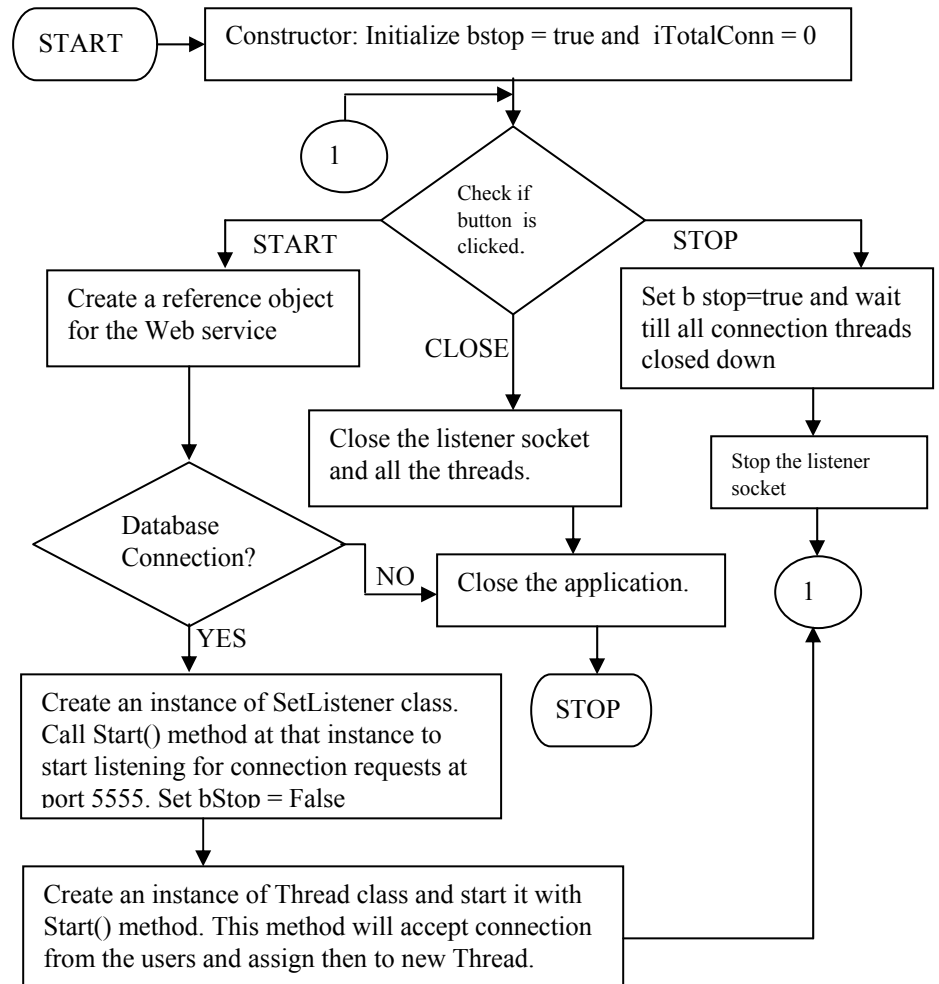 START
Constructor: Initialize bstop = true and iTotalConn = 0
1
Check if
button is
clicked.
START
STOP
CLOSE
Create a reference object
for the Web service
Set b stop=true and wait
till all connection threads
closed down
Close the listener socket
and all the threads.
Stop the listener
socket
Database
Connection?
NO
Close the application.
1
YES
STOP
Create an instance of SetListener class.
Call Start() method at that instance to
start listening for connection requests at
port 5555. Set bStop = False
Create an instance of Thread class and start it with
Start() method. This method will accept connection
from the users and assign then to new Thread.